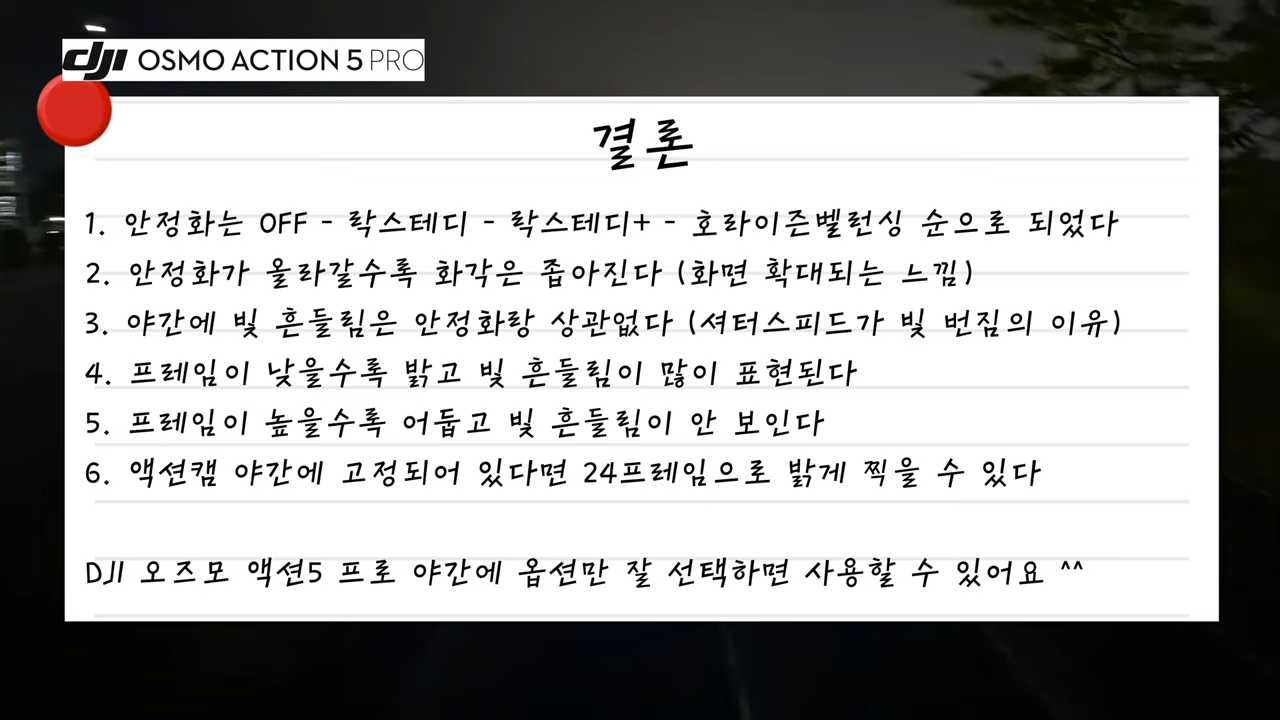 dji OSMO ACTION 5 PRO
결론
1. 안정화는 OFF - 락스테디 - 락스테디+ - 호라이즌벨런싱 순으로 되었다
2. 안정화가 올라갈수록 화각은 좁아진다 (화면 확대되는 느낌)
3. 야간에 빛 흔들림은 안정화랑 상관없다 (셔터스피드가 빛 번짐의 이유)
4. 프레임이 낮을수록 밝고 빛 흔들림이 많이 표현된다
5. 프레임이 높을수록 어둡고 빛 흔들림이 안 보인다
6. 액션캠 야간에 고정되어 있다면 24프레임으로 밝게 찍을 수 있다
DJI 오즈모 액션5 프로 야간에 옵션만 잘 선택하면 사용할 수 있어요 ^^